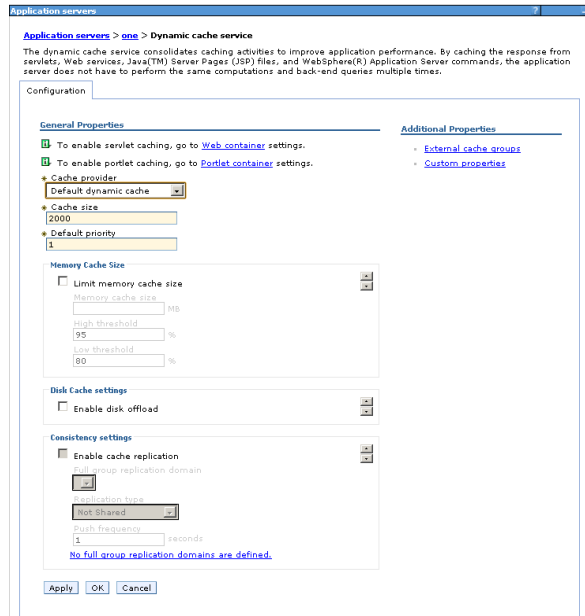 Application servers
?
Application servers > one > Dynamic cache service
The dynamic cache service consolidates caching activities to improve application performance. By caching the response from
servlets, Web services, Java(TM) Server Pages (JSP) files, and WebSphere(R) Application Server commands, the application
server does not have to perform the same computations and back-end queries multiple times.
Configuration
General Properties
To enable servlet caching, go to Web container settings.
To enable portlet caching, go to Portlet container settings.
* Cache provider
Default dynamic cache
* Cache size
2000
* Default priority
1
Memory Cache Size
Limit memory cache size
Memory cache size
MB
High threshold
95 %
Low threshold
80 %
Disk Cache settings
Enable disk offload
Consistency settings
Enable cache replication
Full group replication domain
Replication type
Not Shared
Push frequency
1 seconds
No full group replication domains are defined.
Apply OK Cancel
Additional Properties
External cache groups
Custom properties